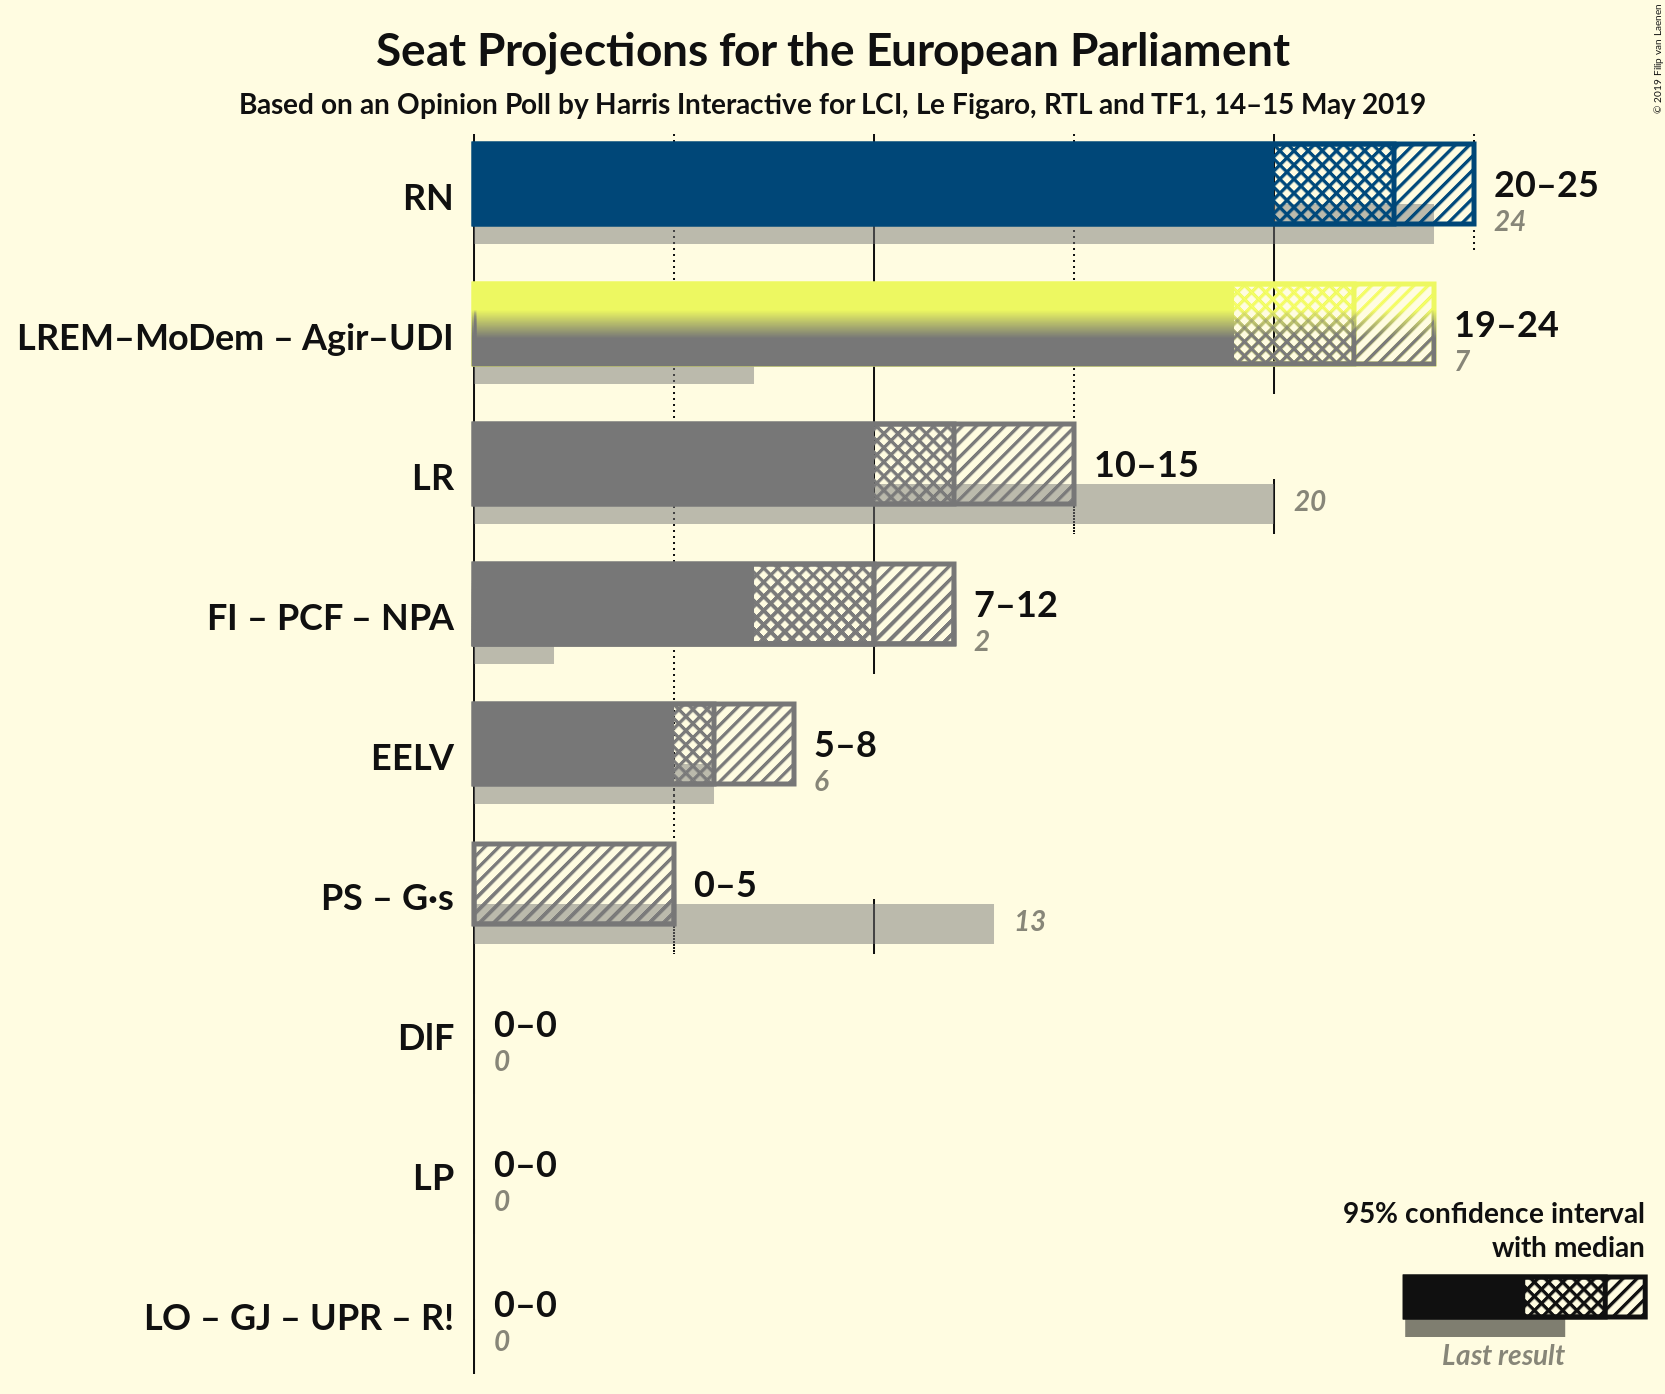 Seat Projections for the European Parliament
Based on an Opinion Poll by Harris Interactive for LCI, Le Figaro, RTL and TF1, 14–15 May 2019
© 2019 Filip van Laenen
RN
20–25
24
LREM–MoDem – Agir–UDI
19–24
7
LR
10–15
20
FI – PCF – NPA
7–12
2
EELV
5–8
6
PS – G·s
0–5
13
DlF
0–0
0
LP
0–0
0
LO – GJ – UPR – R!
0–0
0
95% confidence interval
with median
Last result